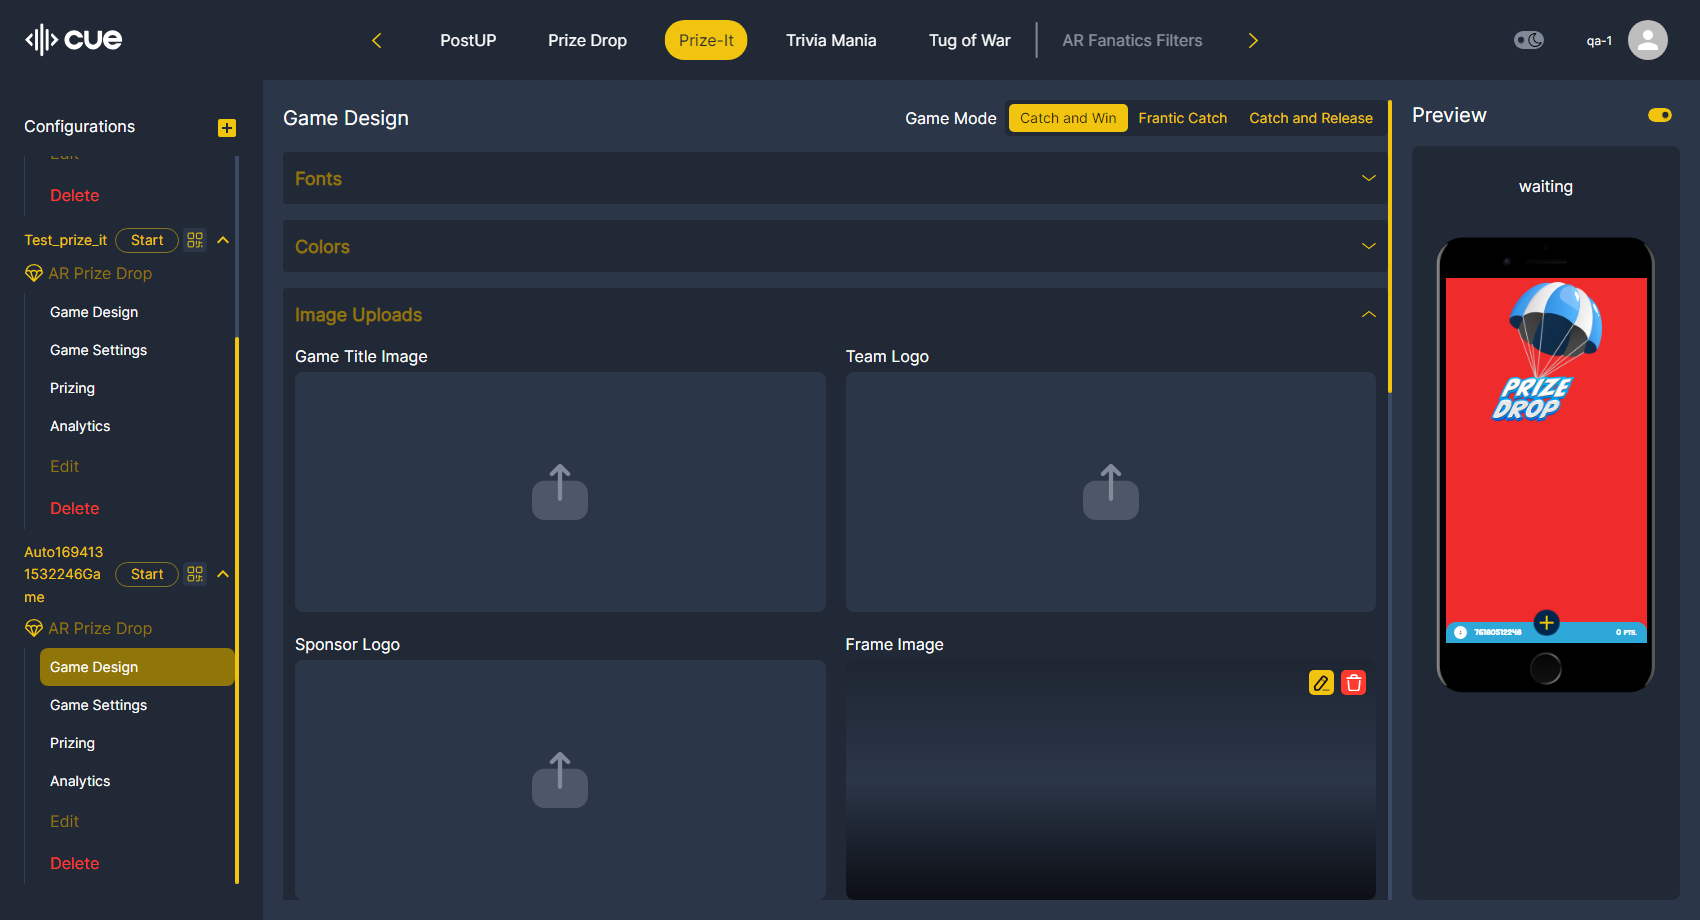 cue
PostUP
Prize Drop
Prize-It
Trivia Mania
Tug of War
AR Fanatics Filters
qa-1
Configurations
Edit
Delete
Test_prize_it
Start
AR Prize Drop
Game Design
Game Settings
Prizing
Analytics
Edit
Delete
Auto169413
1532246Ga
me
Start
AR Prize Drop
Game Design
Game Settings
Prizing
Analytics
Edit
Delete
Game Design
Game Mode
Catch and Win
Frantic Catch
Catch and Release
Fonts
Colors
Image Uploads
Game Title Image
Team Logo
Sponsor Logo
Frame Image
Preview
waiting
PRIZE
DROP
76180512248
0 PTS.